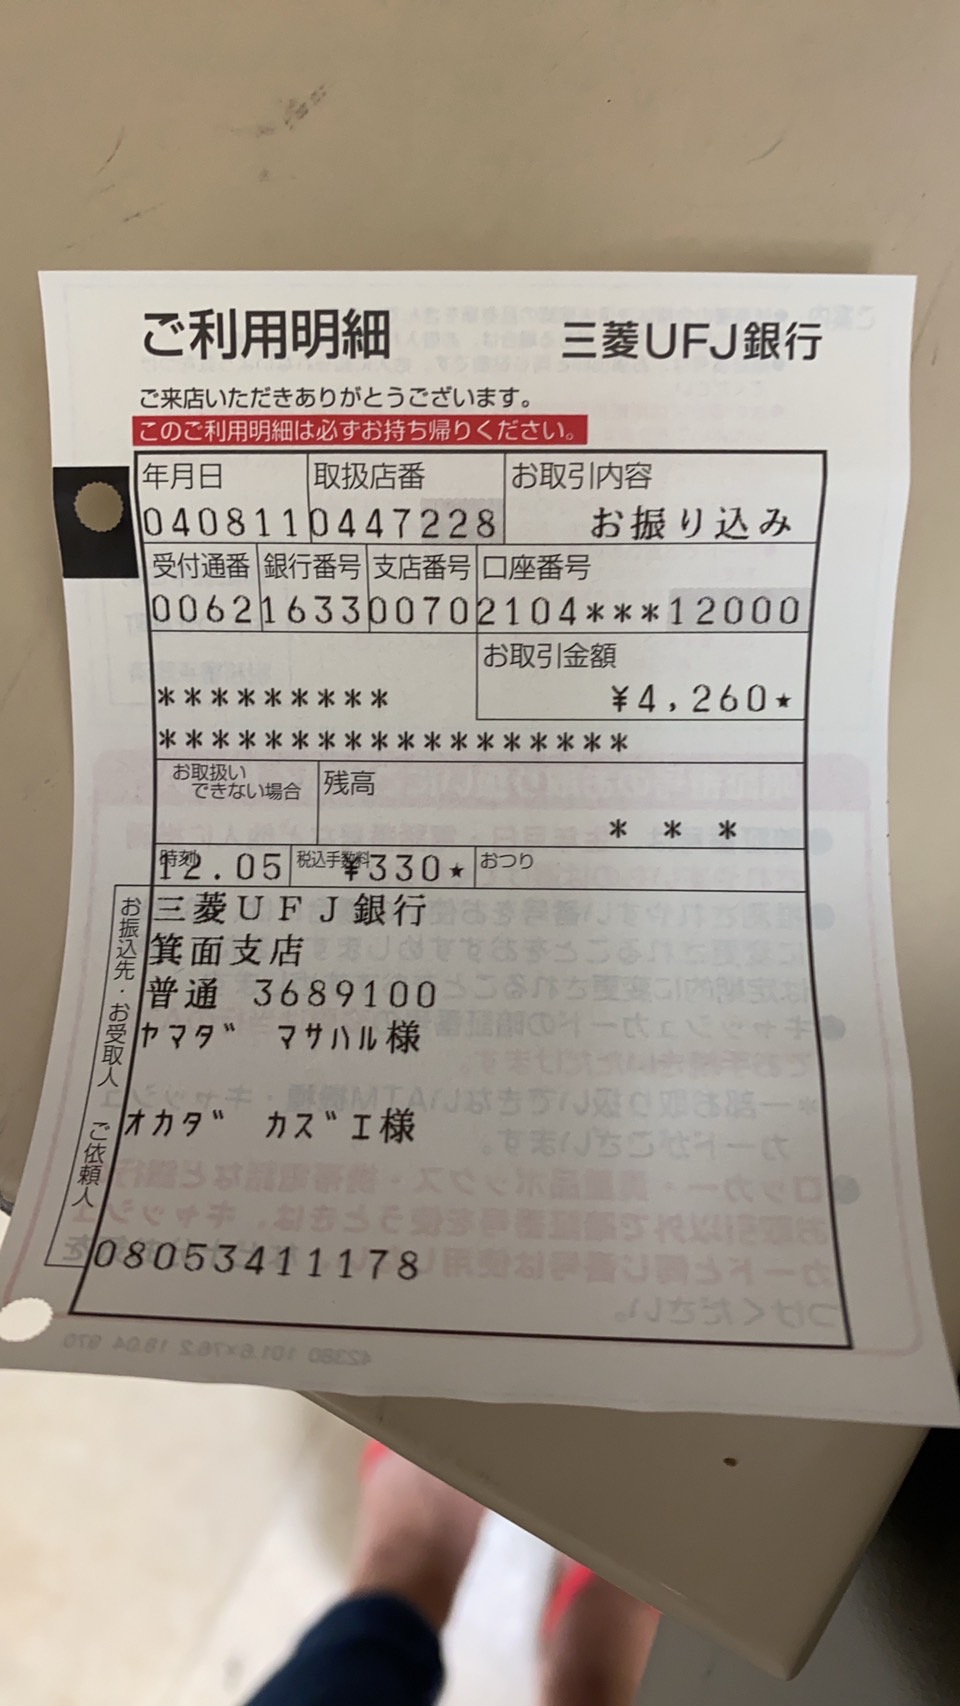 ご利用明細 三菱UFJ銀行
ご来店いただきありがとうございます。
このご利用明細は必ずお持ち帰りください。
年月日 取扱店番 お取引内容
040811 0447228 お振り込み
受付通番 銀行番号 支店番号 口座番号
0062 1633 0070 2104***12000
お取引金額
********* ¥4,260★
******************
お取扱い
できない場合 残高
* * *
時刻 税込手数料 おつり
12.05 ¥330★
お振込先・お受取人
三菱UFJ銀行
箕面支店
普通 3689100
ヤマダ マサハル様
ご依頼人
オカダ カズエ様
08053411178